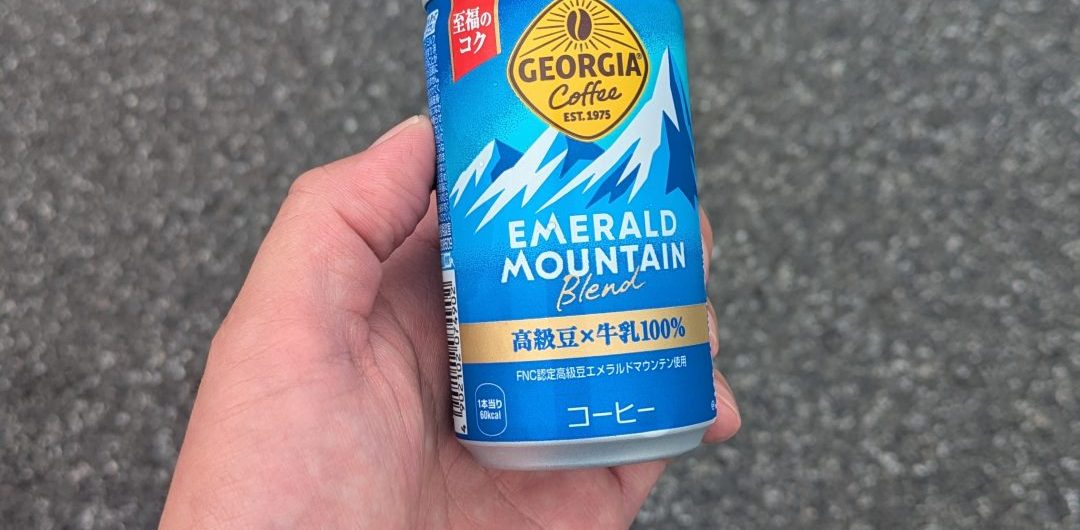 至福の
コク
GEORGIA
Coffee
EST. 1975
EMERALD
MOUNTAIN
Blend
高級豆×牛乳100%
FNC認定高級豆エメラルドマウンテン使用
1本当り
60kcal
コーヒー